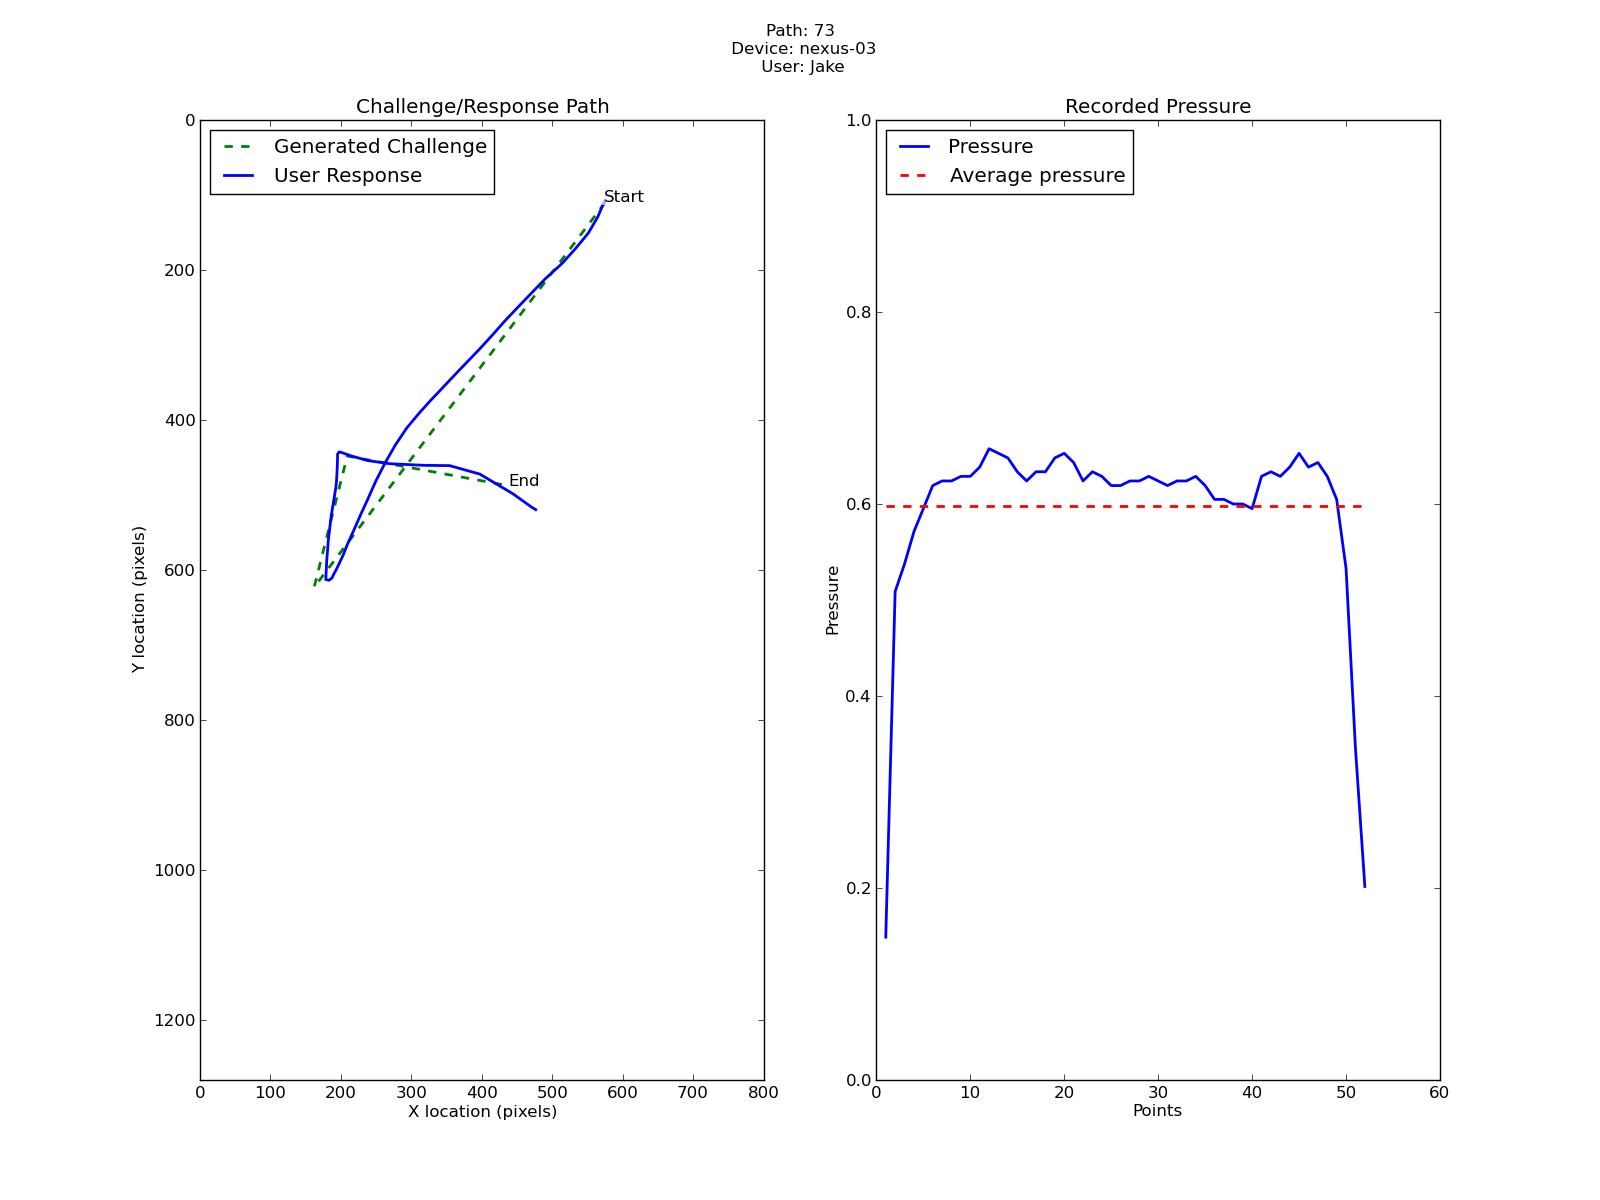 Path: 73
Device: nexus-03
User: Jake
Challenge/Response Path
Generated Challenge
User Response
Start
End
0
200
400
600
800
1000
1200
Y location (pixels)
0 100 200 300 400 500 600 700 800
X location (pixels)
Recorded Pressure
Pressure
Average pressure
1.0
0.8
0.6
0.4
0.2
0.0
Pressure
0 10 20 30 40 50 60
Points